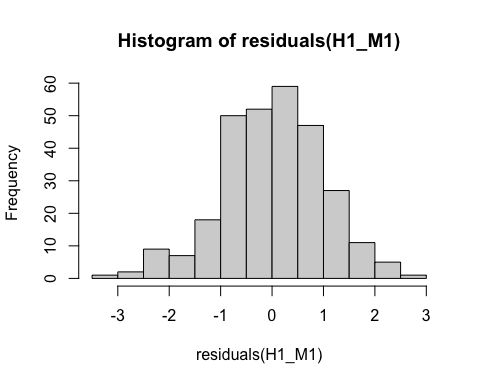 Histogram of residuals(H1_M1)
Frequency
60
50
40
30
20
10
0
-3 -2 -1 0 1 2 3
residuals(H1_M1)